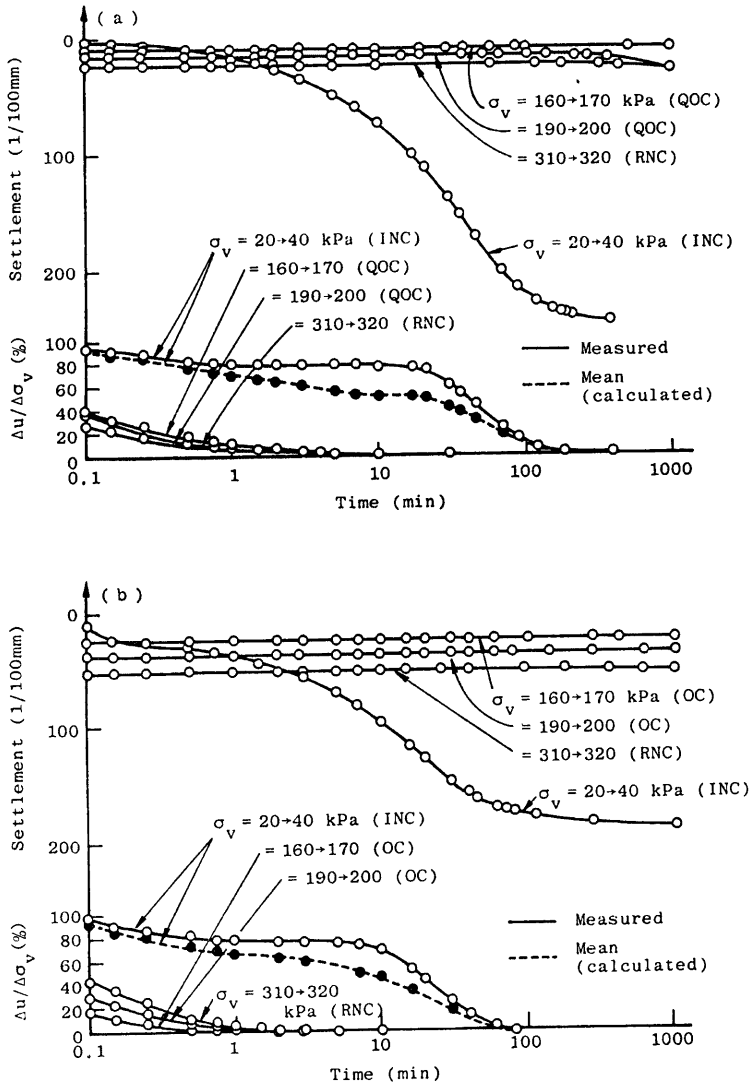 (a)
0
100
200
Settlement (1/100mm)
σv = 160→170 kPa (QOC)
= 190→200 (QOC)
= 310→320 (RNC)
σv = 20→40 kPa (INC)
σv = 20→40 kPa (INC)
= 160→170 (QOC)
= 190→200 (QOC)
= 310→320 (RNC)
Measured
Mean
(calculated)
Δu/Δσv (%)
100
80
60
40
20
0
0.1
1
10
100
1000
Time (min)
(b)
0
100
200
Settlement (1/100mm)
σv = 160→170 kPa (OC)
= 190→200 (OC)
= 310→320 (RNC)
σv = 20→40 kPa (INC)
σv = 20→40 kPa (INC)
= 160→170 (OC)
= 190→200 (OC)
Measured
Mean
(calculated)
σv = 310→320
kPa (RNC)
Δu/Δσv (%)
100
80
60
40
20
0
0.1
1
10
100
1000
Time (min)